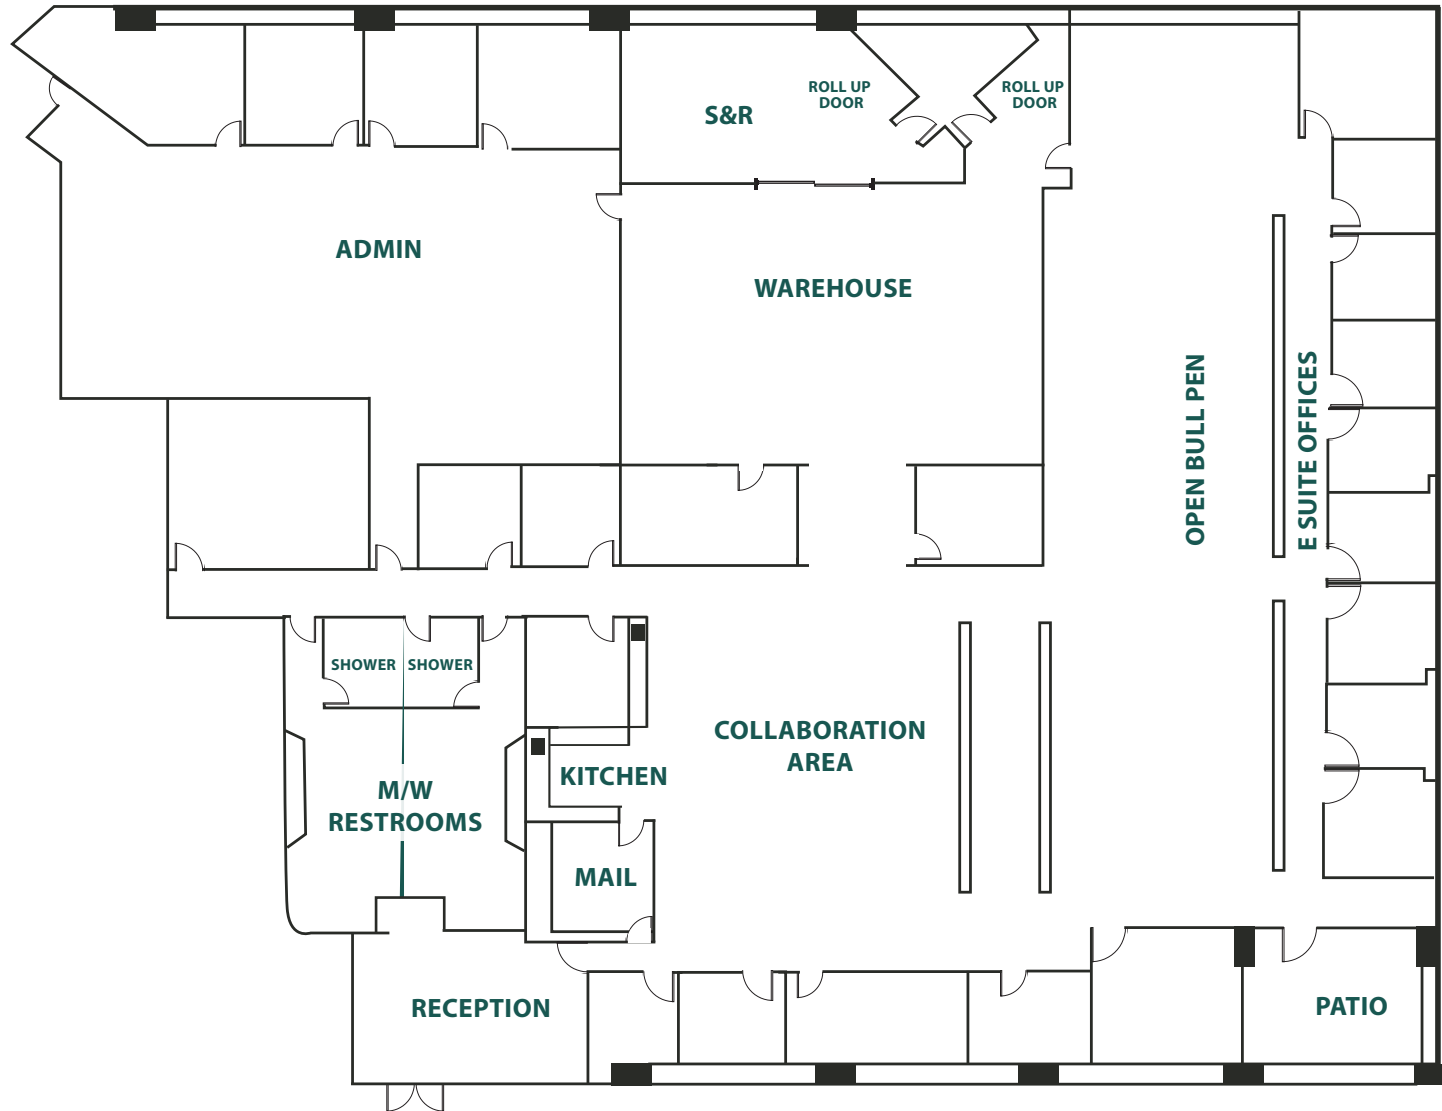 ROLL UP
DOOR
ROLL UP
DOOR
S&R
ADMIN
WAREHOUSE
OPEN BULL PEN
E SUITE OFFICES
SHOWER
SHOWER
COLLABORATION
AREA
KITCHEN
M/W
RESTROOMS
MAIL
RECEPTION
PATIO